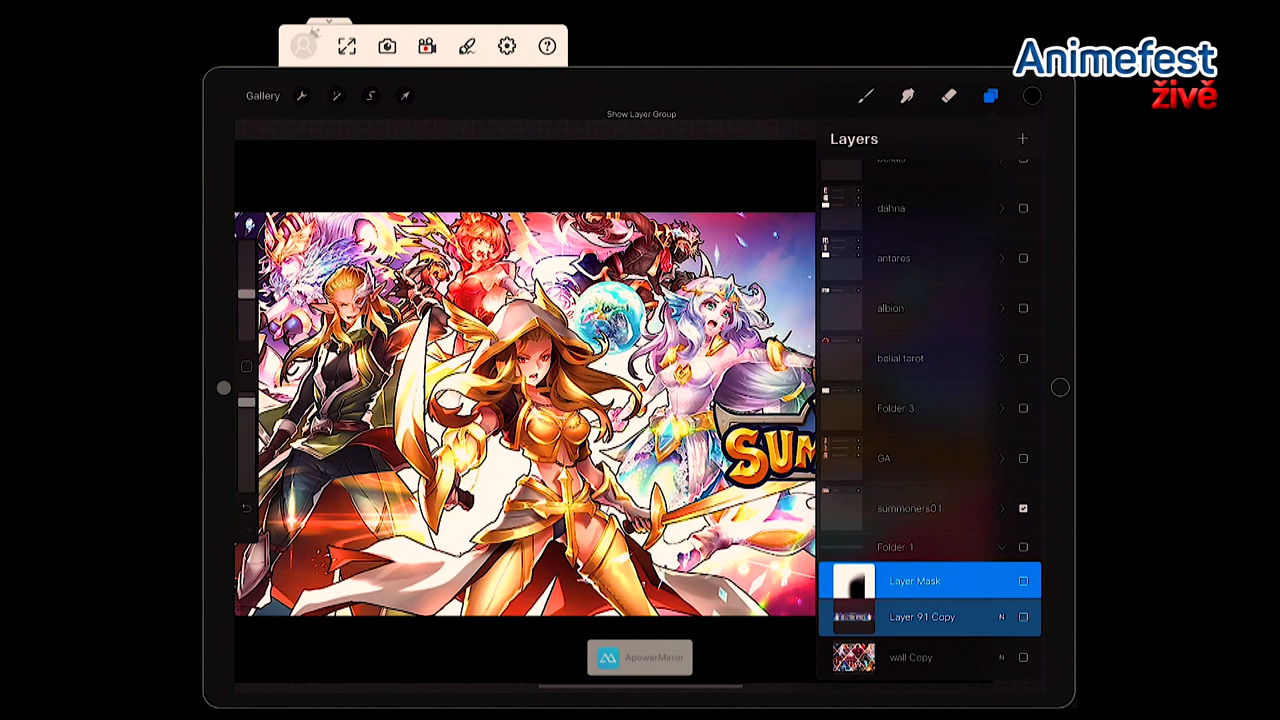 Animefest
živě
Gallery
Show Layer Group
Layers
dahna
antares
albion
belial.tarot
Folder 3
GA
summoners01
Folder 1
Layer Mask
Layer 91 Copy N
wall Copy N
SUM
ApowerMirror